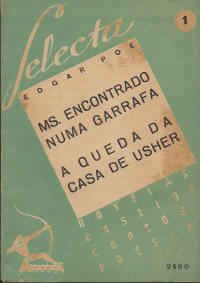 Selecta
1
EDGAR POE
MS. ENCONTRADO
NUMA GARRAFA
A QUEDA DA
CASA DE USHER
NOVELAS
ENSAIOS
CONTOS
POESIA
2$50